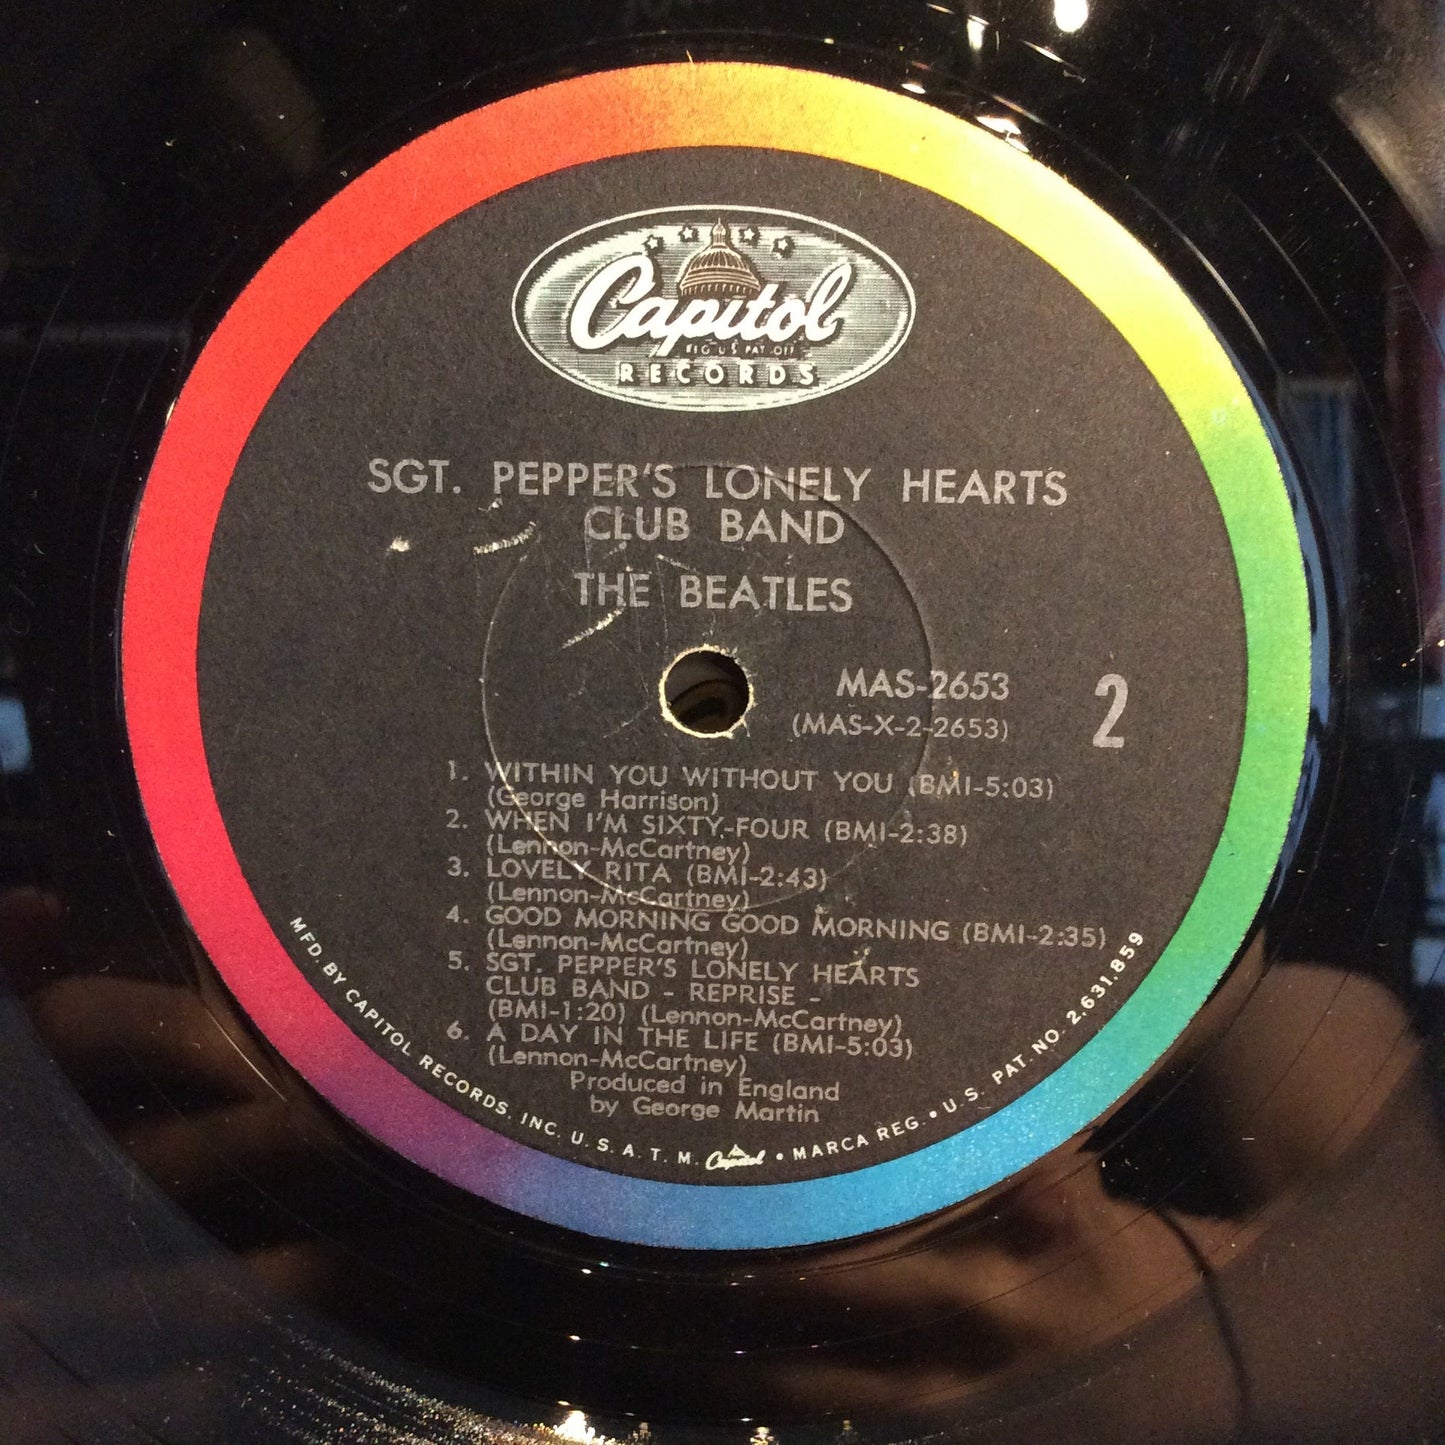 Capitol
REG U S PAT OFF
RECORDS
SGT. PEPPER'S LONELY HEARTS
CLUB BAND
THE BEATLES
MAS-2653
(MAS-X-2-2653)
2
1. WITHIN YOU WITHOUT YOU (BMI-5:03)
(George Harrison)
2. WHEN I'M SIXTY-FOUR (BMI-2:38)
(Lennon-McCartney)
3. LOVELY RITA (BMI-2:43)
(Lennon-McCartney)
4. GOOD MORNING GOOD MORNING (BMI-2:35)
(Lennon-McCartney)
5. SGT. PEPPER'S LONELY HEARTS
CLUB BAND - REPRISE -
(BMI-1:20) (Lennon-McCartney)
6. A DAY IN THE LIFE (BMI-5:03)
(Lennon-McCartney)
Produced in England
by George Martin
MFD. BY CAPITOL RECORDS, INC. U. S. A. T. M. Capitol • MARCA REG. • U.S. PAT. NO. 2,631,859